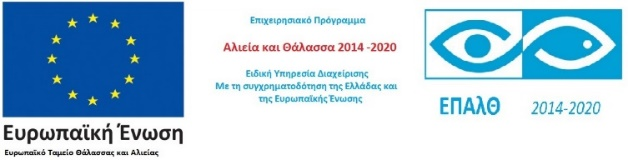 Ευρωπαϊκή Ένωση
Ευρωπαϊκό Ταμείο Θάλασσας και Αλιείας
Επιχειρησιακό Πρόγραμμα
Αλιεία και Θάλασσα 2014 -2020
Ειδική Υπηρεσία Διαχείρισης
Με τη συγχρηματοδότηση της Ελλάδας και
της Ευρωπαϊκής Ένωσης
ΕΠΑλΘ 2014-2020